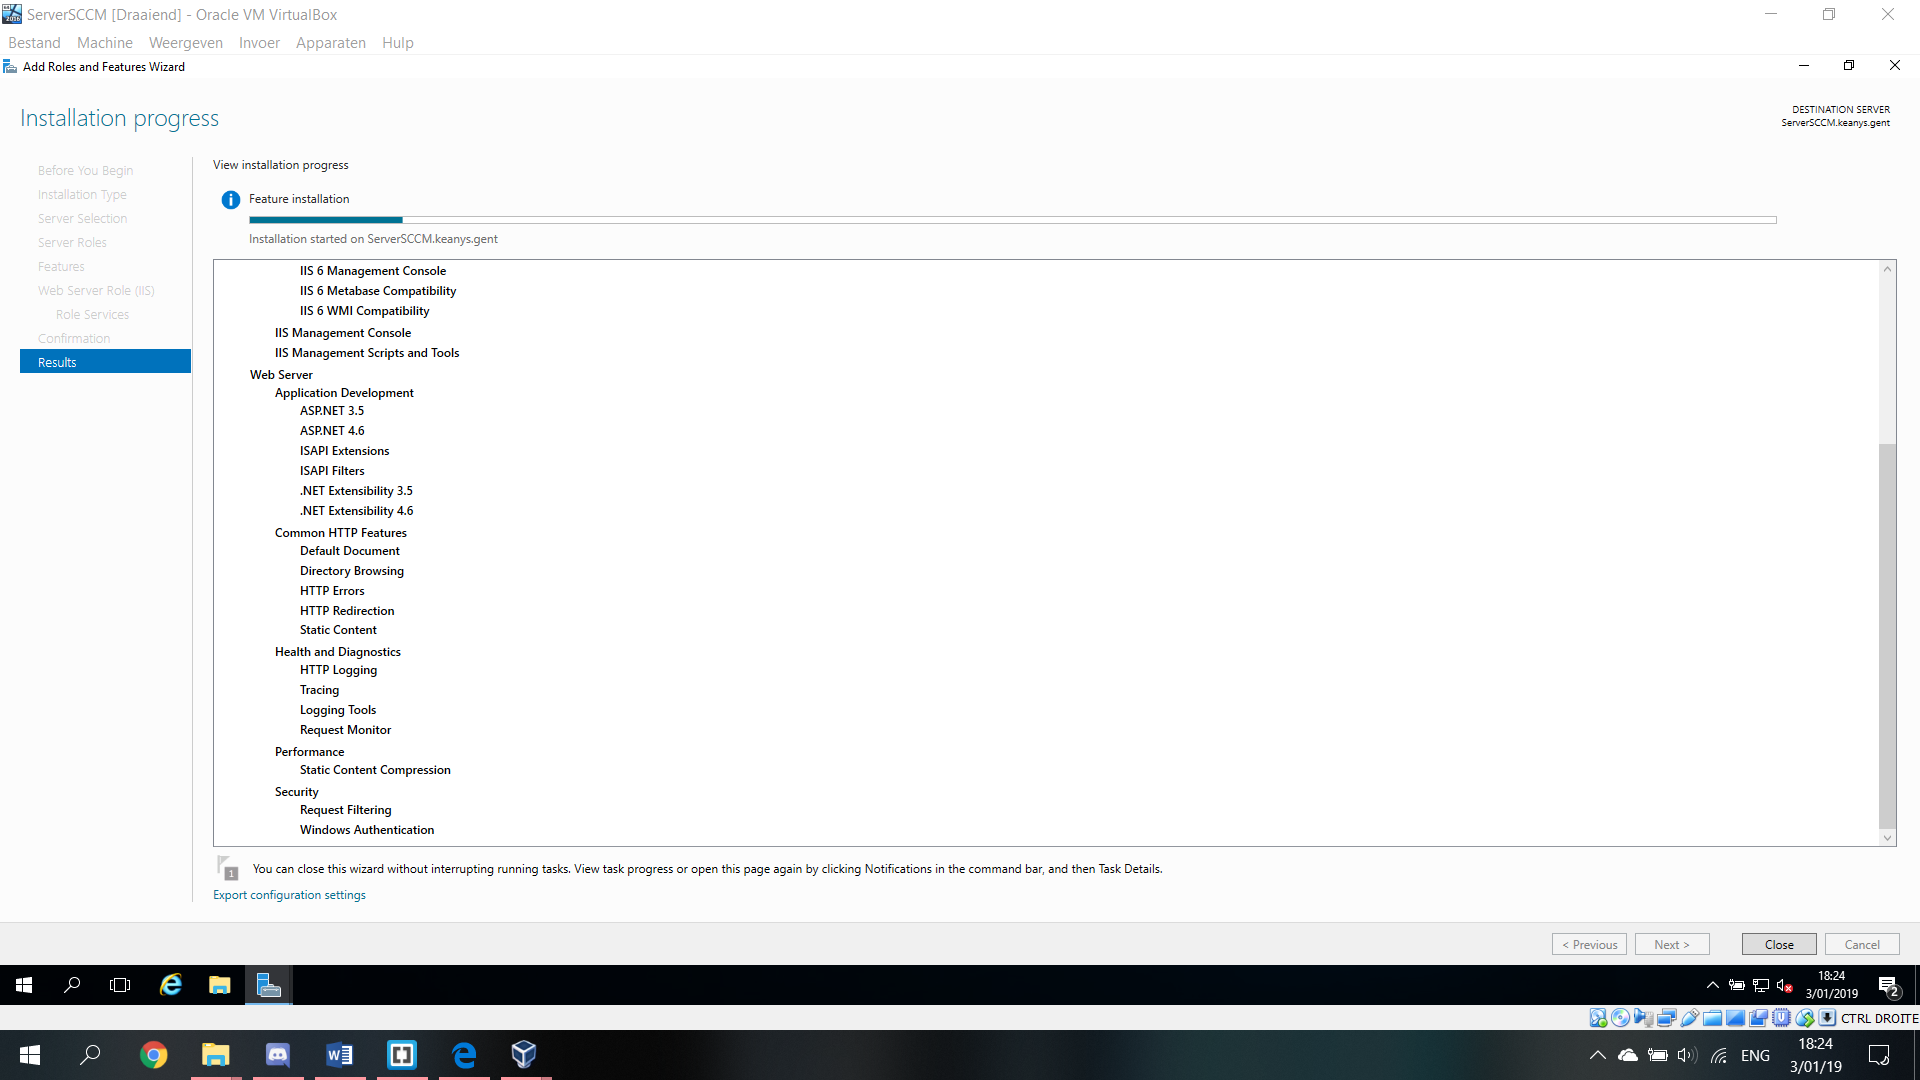 ServerSCCM [Draaiend] - Oracle VM VirtualBox
Bestand Machine Weergeven Invoer Apparaten Hulp
Add Roles and Features Wizard
Installation progress
DESTINATION SERVER
ServerSCCM.keanys.gent
Before You Begin
Installation Type
Server Selection
Server Roles
Features
Web Server Role (IIS)
Role Services
Confirmation
Results
View installation progress
Feature installation
Installation started on ServerSCCM.keanys.gent
IIS 6 Management Console
IIS 6 Metabase Compatibility
IIS 6 WMI Compatibility
IIS Management Console
IIS Management Scripts and Tools
Web Server
Application Development
ASP.NET 3.5
ASP.NET 4.6
ISAPI Extensions
ISAPI Filters
.NET Extensibility 3.5
.NET Extensibility 4.6
Common HTTP Features
Default Document
Directory Browsing
HTTP Errors
HTTP Redirection
Static Content
Health and Diagnostics
HTTP Logging
Tracing
Logging Tools
Request Monitor
Performance
Static Content Compression
Security
Request Filtering
Windows Authentication
1
You can close this wizard without interrupting running tasks. View task progress or open this page again by clicking Notifications in the command bar, and then Task Details.
Export configuration settings
< Previous
Next >
Close
Cancel
18:24
3/01/2019
2
CTRL DROITE
ENG
18:24
3/01/19